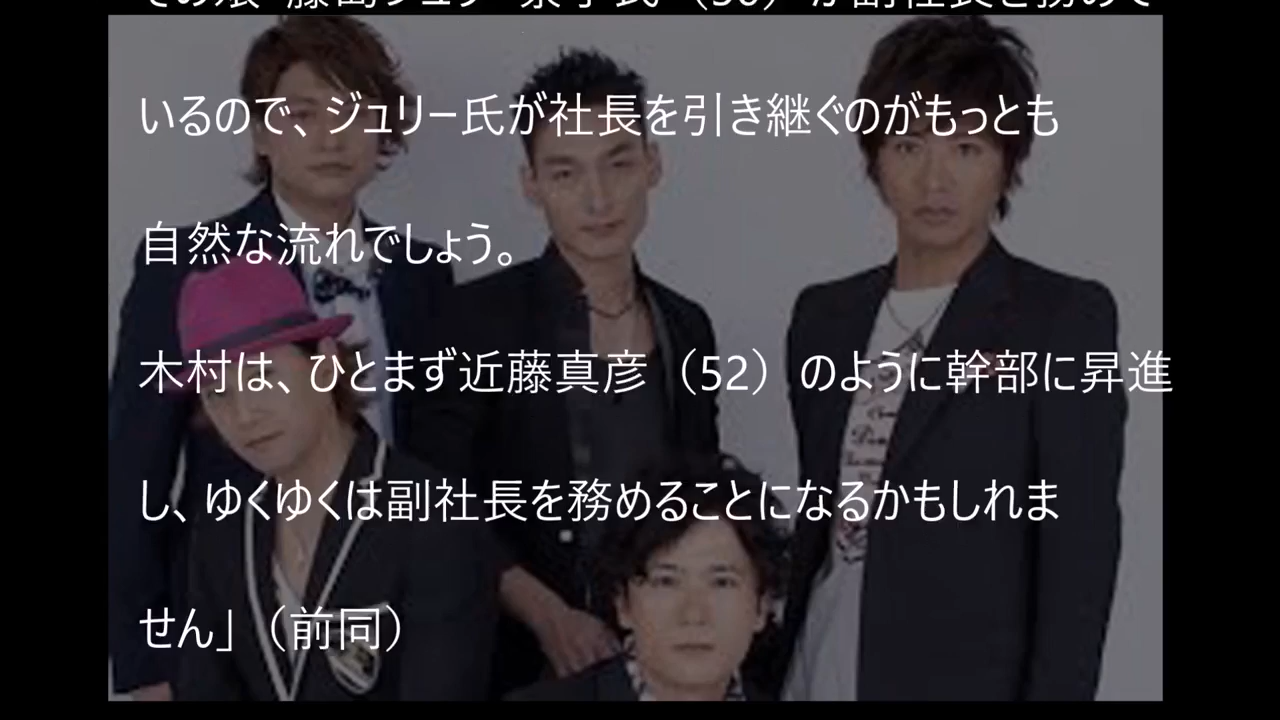 いるので、ジュリー氏が社長を引き継ぐのがもっとも
自然な流れでしょう。
木村は、ひとまず近藤真彦（52）のように幹部に昇進
し、ゆくゆくは副社長を務めることになるかもしれま
せん」（前同）